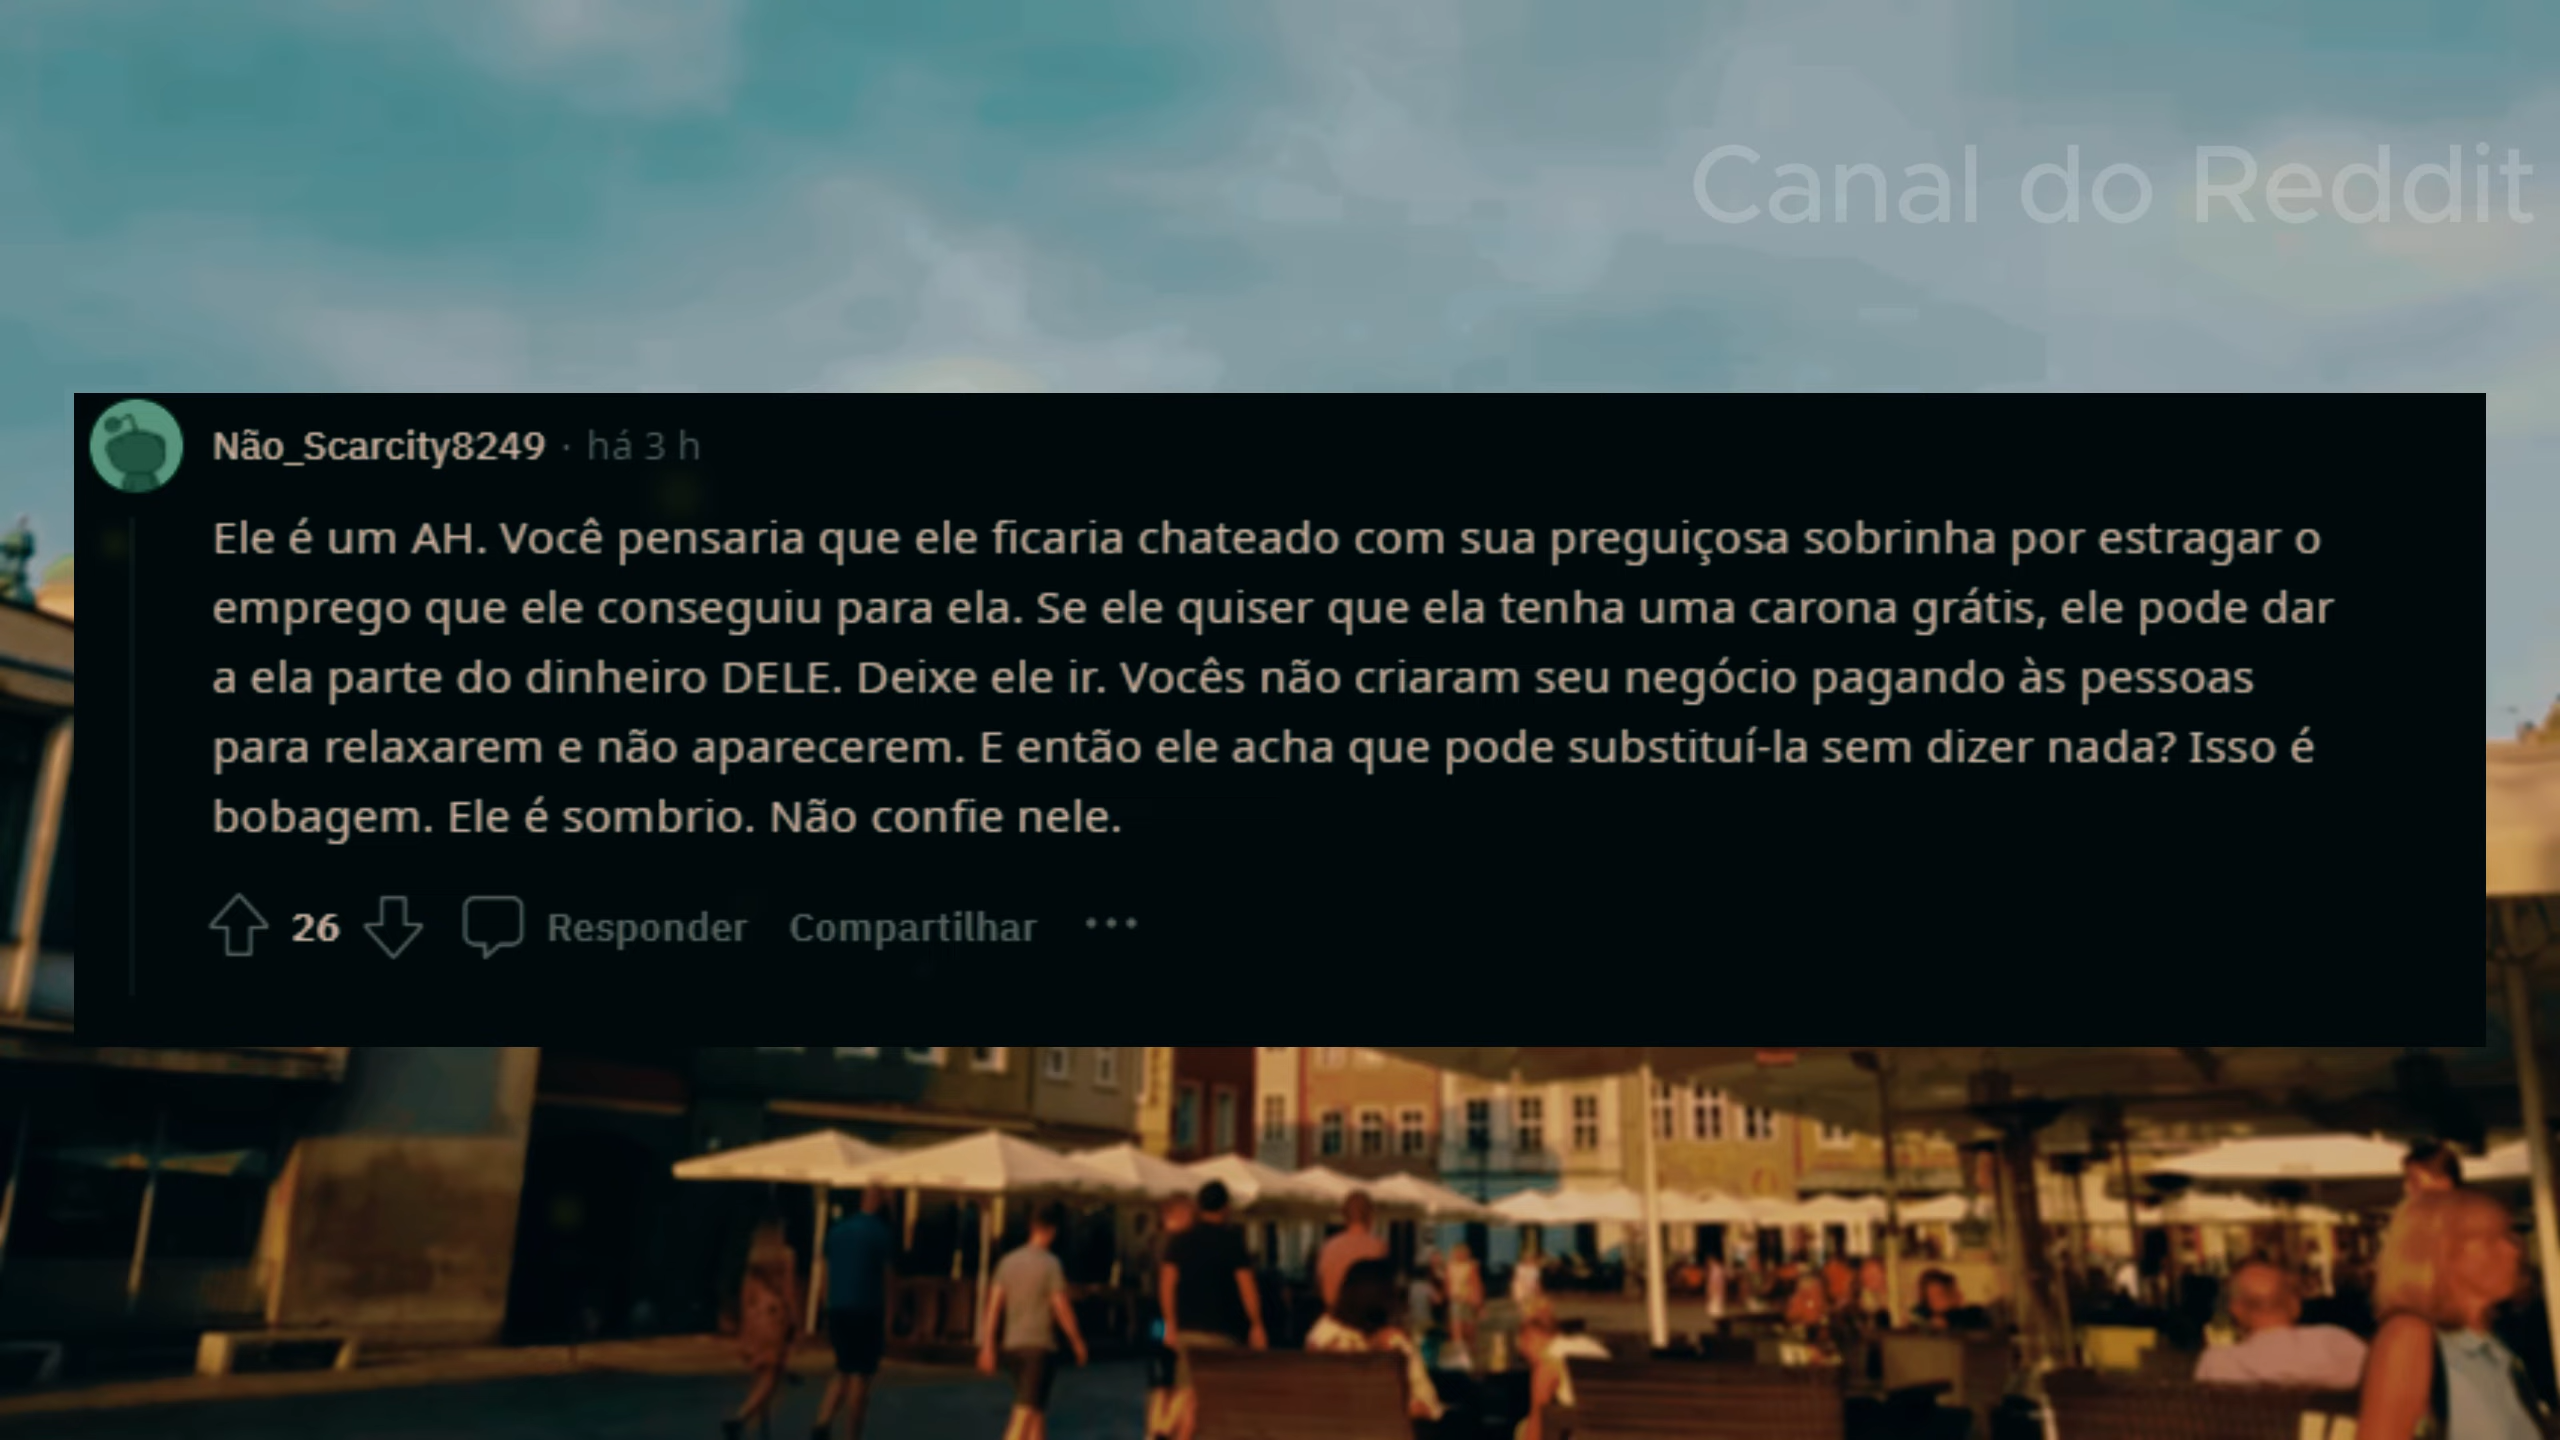 Canal do Reddit
Não_Scarcity8249 · há 3 h
Ele é um AH. Você pensaria que ele ficaria chateado com sua preguiçosa sobrinha por estragar o
emprego que ele conseguiu para ela. Se ele quiser que ela tenha uma carona grátis, ele pode dar
a ela parte do dinheiro DELE. Deixe ele ir. Vocês não criaram seu negócio pagando às pessoas
para relaxarem e não aparecerem. E então ele acha que pode substituí-la sem dizer nada? Isso é
bobagem. Ele é sombrio. Não confie nele.
26 Responder Compartilhar ...